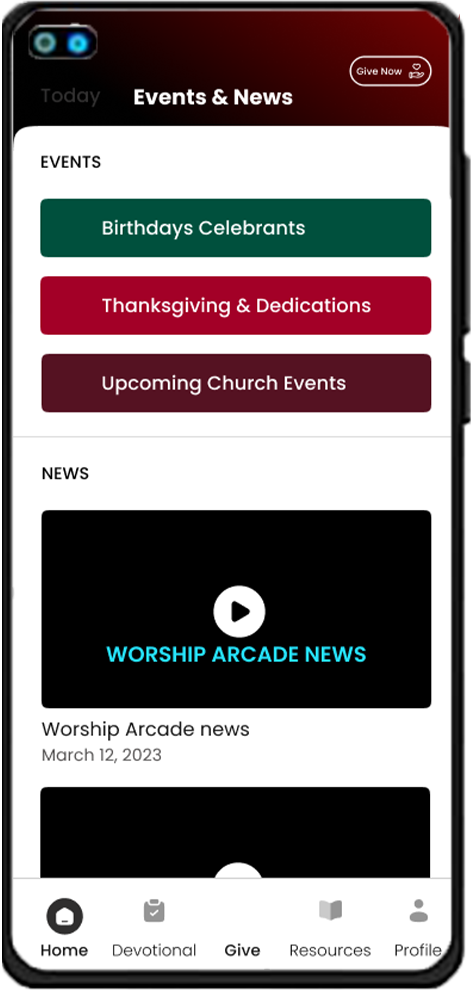 Give Now
Today Events & News
EVENTS
Birthdays Celebrants
Thanksgiving & Dedications
Upcoming Church Events
NEWS
WORSHIP ARCADE NEWS
Worship Arcade news
March 12, 2023
Home Devotional Give Resources Profile